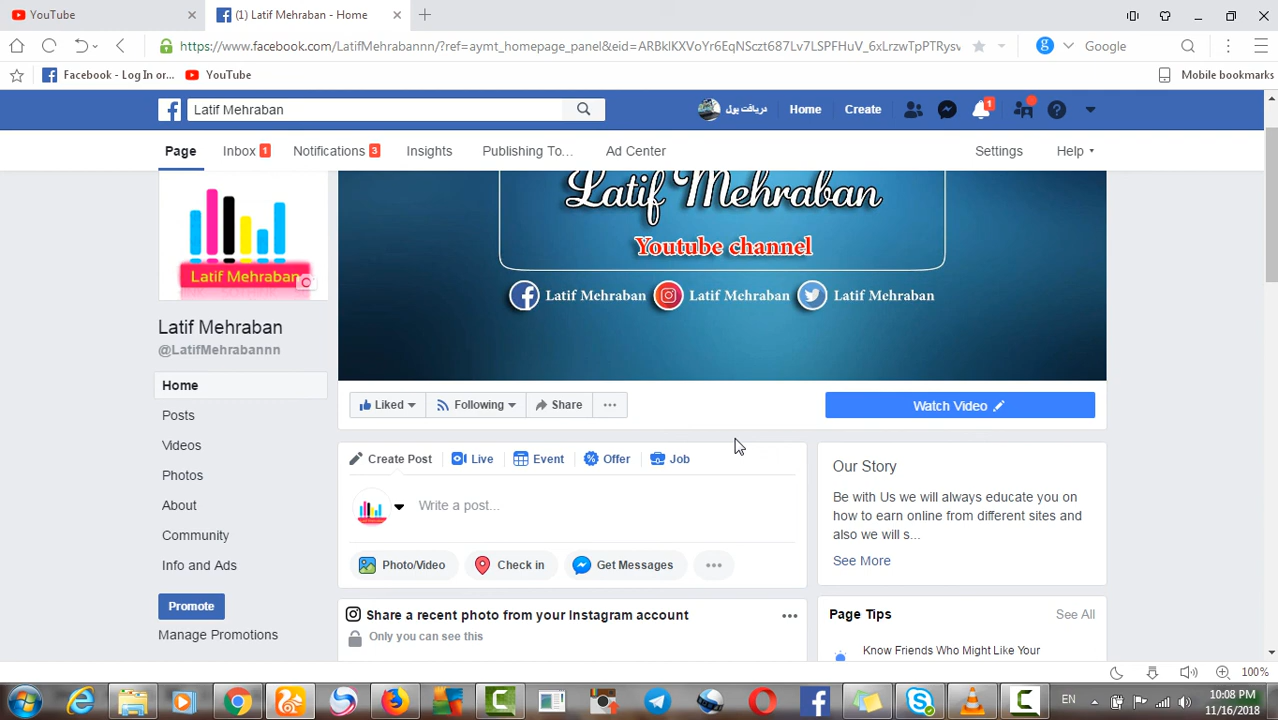 YouTube
(1) Latif Mehraban - Home
https://www.facebook.com/LatifMehrabannn/?ref=aymt_homepage_panel&eid=ARBklKXVoYr6EqNSczt687Lv7LSPFHuV_6xLrzwTpPTRysv
Google
Facebook - Log In or...
YouTube
Mobile bookmarks
Latif Mehraban
دریافت پول
Home
Create
1
Page
Inbox 1
Notifications 3
Insights
Publishing To...
Ad Center
Settings
Help
Latif Mehraban
Youtube channel
Latif Mehraban
Latif Mehraban
Latif Mehraban
Latif Mehraban
Latif Mehraban
@LatifMehrabannn
Home
Posts
Videos
Photos
About
Community
Info and Ads
Promote
Manage Promotions
Liked
Following
Share
Watch Video
Create Post
Live
Event
Offer
Job
Write a post...
Photo/Video
Check in
Get Messages
Share a recent photo from your Instagram account
Only you can see this
Our Story
Be with Us we will always educate you on
how to earn online from different sites and
also we will s...
See More
Page Tips
See All
Know Friends Who Might Like Your
100%
EN
10:08 PM
11/16/2018